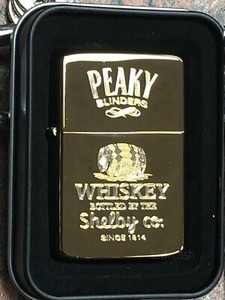 PEAKY
BLINDERS
WHISKEY
BOTTLED BY THE
Shelby co.
SINCE 1914